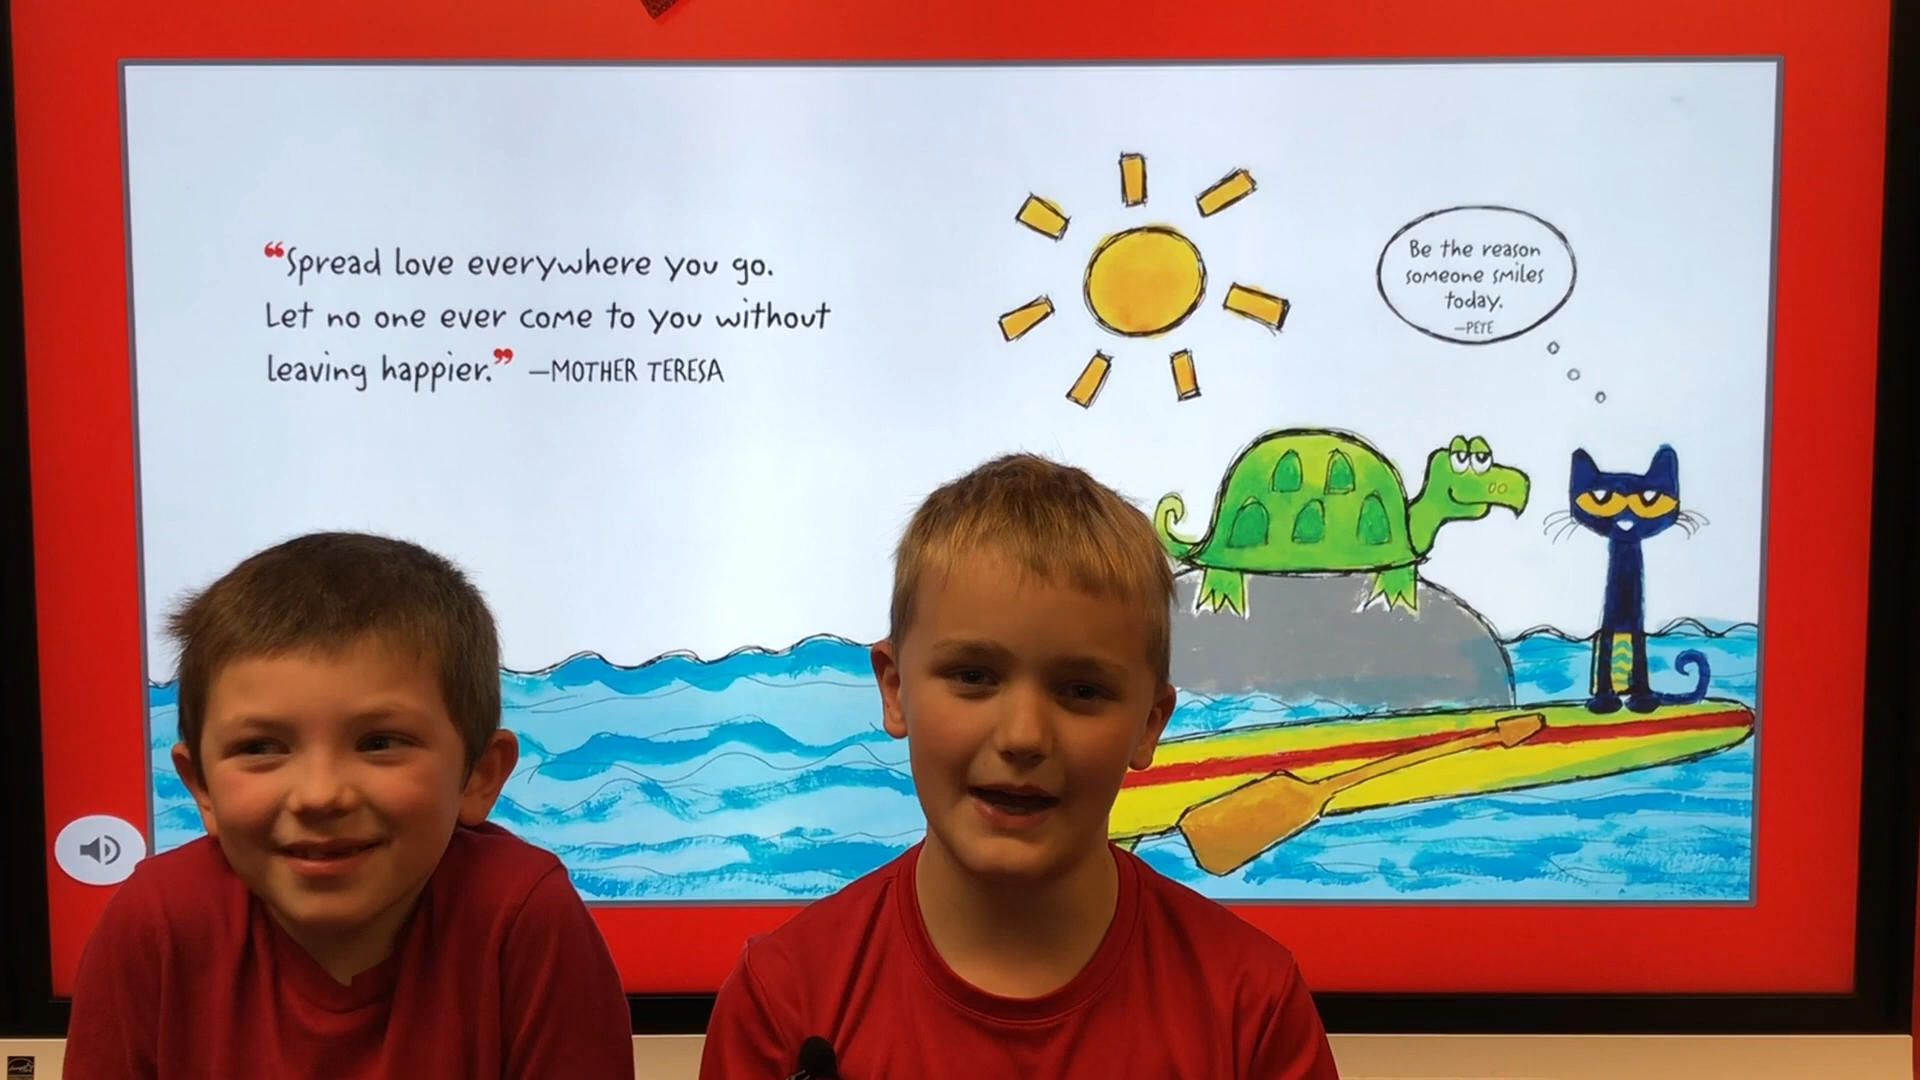 “Spread love everywhere you go.
Let no one ever come to you without
leaving happier.” —MOTHER TERESA
Be the reason
someone smiles
today.
—PETE